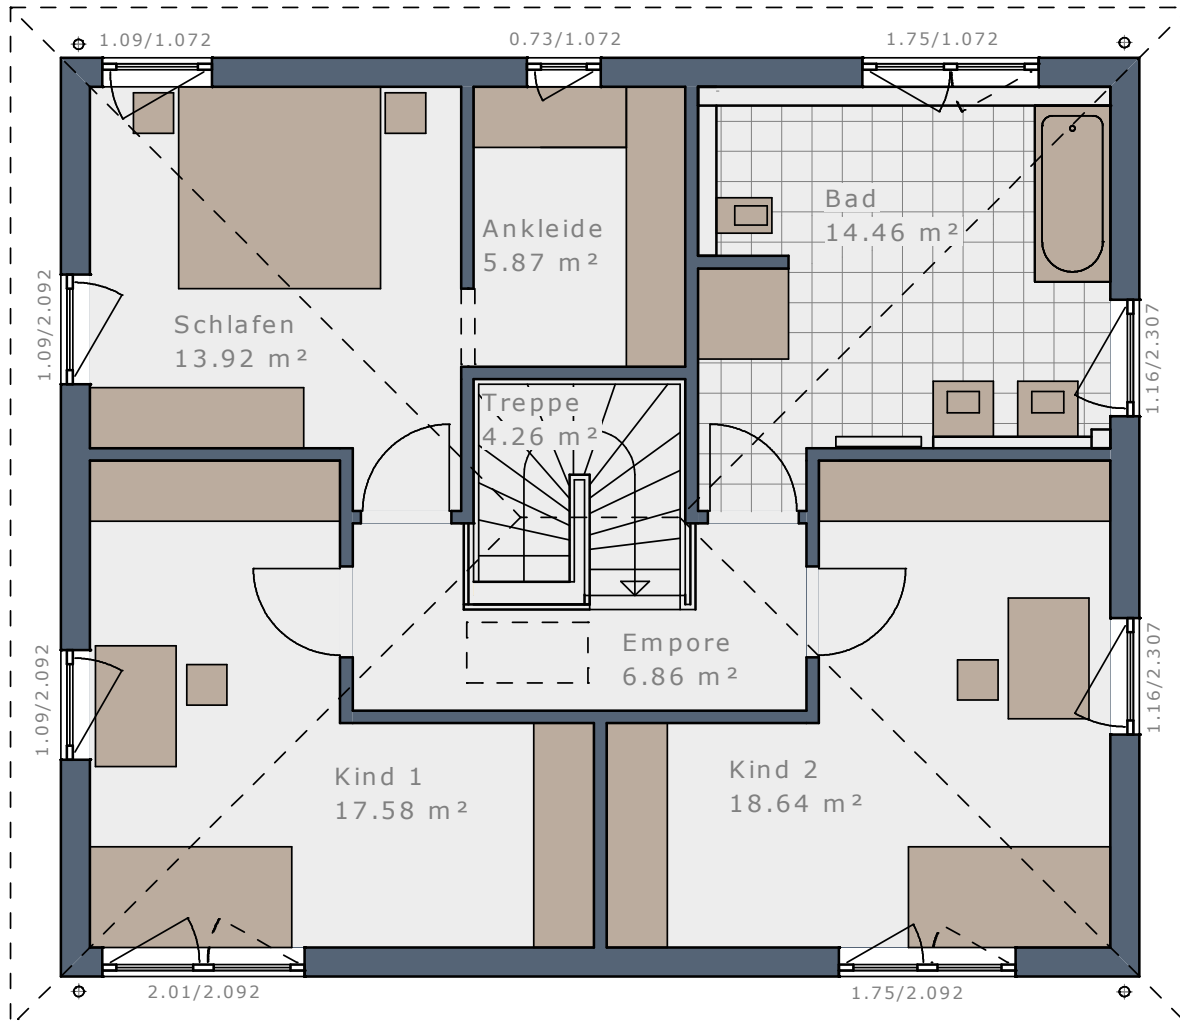 1.09/1.072
0.73/1.072
1.75/1.072
Ankleide
5.87 m²
Bad
14.46 m²
1.09/2.092
Schlafen
13.92 m²
1.16/2.307
Treppe
4.26 m²
Empore
6.86 m²
1.09/2.092
1.16/2.307
Kind 1
17.58 m²
Kind 2
18.64 m²
2.01/2.092
1.75/2.092